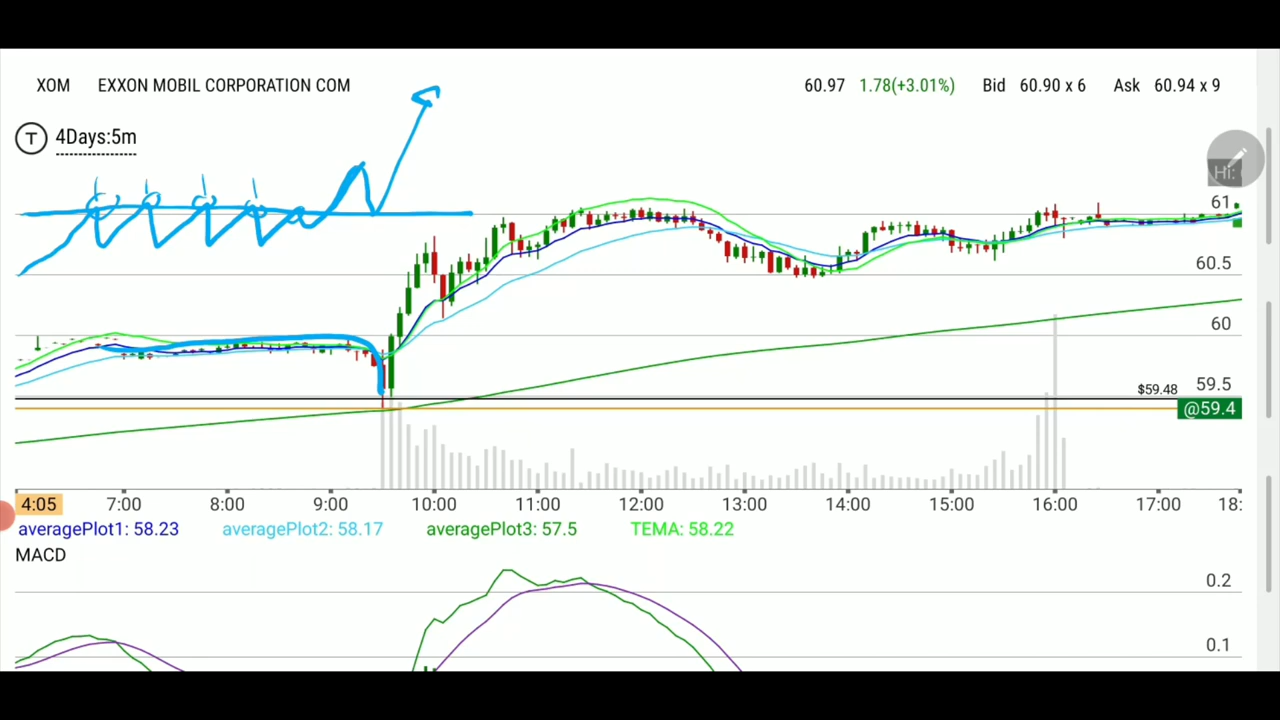 XOM EXXON MOBIL CORPORATION COM 60.97 1.78(+3.01%) Bid 60.90 x 6 Ask 60.94 x 9
T 4Days:5m
Hi:
61
60.5
60
59.5
$59.48
@59.4
4:05 7:00 8:00 9:00 10:00 11:00 12:00 13:00 14:00 15:00 16:00 17:00 18:
averagePlot1: 58.23 averagePlot2: 58.17 averagePlot3: 57.5 TEMA: 58.22
MACD
0.2
0.1